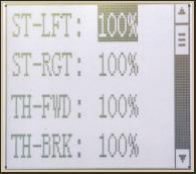 ST-LFT: 100%
ST-RGT: 100%
TH-FWD: 100%
TH-BRK: 100%